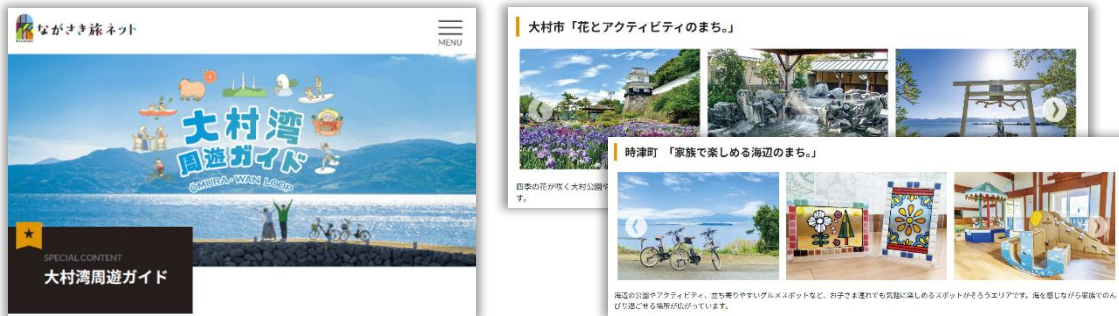 ながさき旅ネット
MENU
大村湾
周遊ガイド
ŌMURA-WAN LOOP
SPECIAL CONTENT
大村湾周遊ガイド
大村市「花とアクティビティのまち。」
四季の花が咲く大村公園や
す。
時津町 「家族で楽しめる海辺のまち。」
海辺の公園やアクティビティ、立ち寄りやすいグルメスポットなど、お子さま連れでも気軽に楽しめるスポットがそろうエリアです。海を感じながら家族でのん
びり過ごせる場所が広がっています。